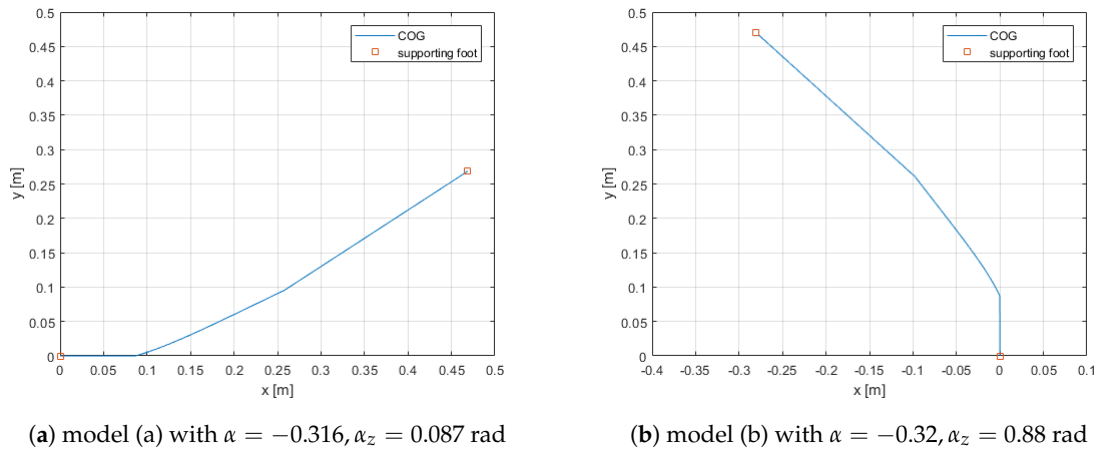 COG
supporting foot
0.5
0.45
0.4
0.35
0.3
0.25
0.2
0.15
0.1
0.05
0
y [m]
0 0.05 0.1 0.15 0.2 0.25 0.3 0.35 0.4 0.45 0.5
x [m]
(a) model (a) with α = −0.316, α_z = 0.087 rad
COG
supporting foot
0.5
0.45
0.4
0.35
0.3
0.25
0.2
0.15
0.1
0.05
0
y [m]
-0.4 -0.35 -0.3 -0.25 -0.2 -0.15 -0.1 -0.05 0 0.05 0.1
x [m]
(b) model (b) with α = −0.32, α_z = 0.88 rad